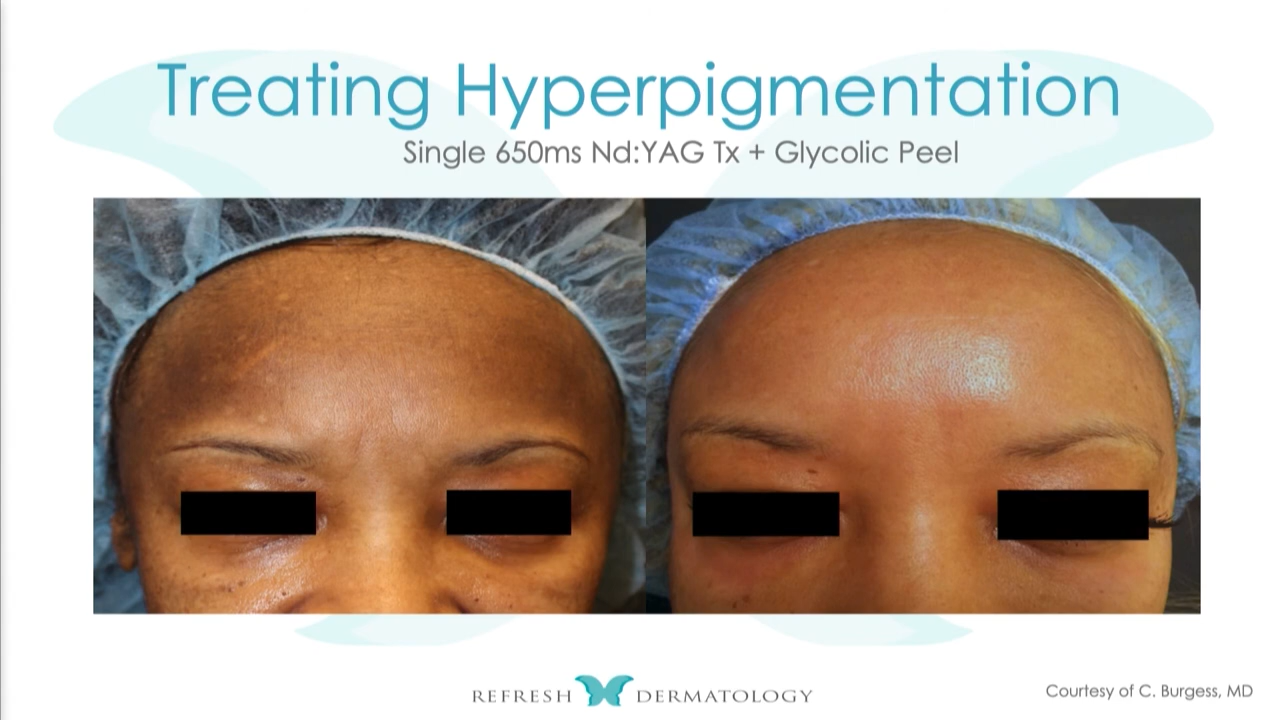 Treating Hyperpigmentation
Single 650ms Nd:YAG Tx + Glycolic Peel
REFRESH DERMATOLOGY
Courtesy of C. Burgess, MD